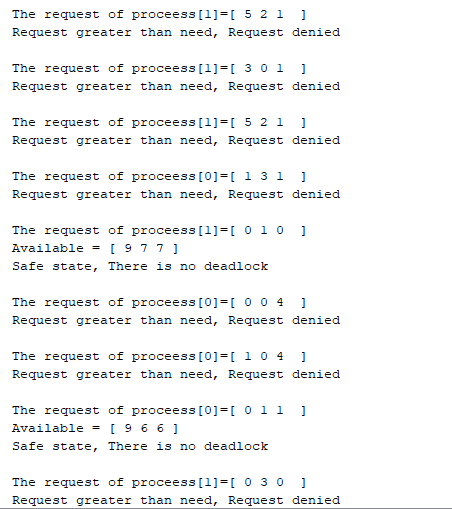 The request of proceess[1]=[ 5 2 1  ]
Request greater than need, Request denied
The request of proceess[1]=[ 3 0 1  ]
Request greater than need, Request denied
The request of proceess[1]=[ 5 2 1  ]
Request greater than need, Request denied
The request of proceess[0]=[ 1 3 1  ]
Request greater than need, Request denied
The request of proceess[1]=[ 0 1 0  ]
Available = [ 9 7 7 ]
Safe state, There is no deadlock
The request of proceess[0]=[ 0 0 4  ]
Request greater than need, Request denied
The request of proceess[0]=[ 1 0 4  ]
Request greater than need, Request denied
The request of proceess[0]=[ 0 1 1  ]
Available = [ 9 6 6 ]
Safe state, There is no deadlock
The request of proceess[1]=[ 0 3 0  ]
Request greater than need, Request denied